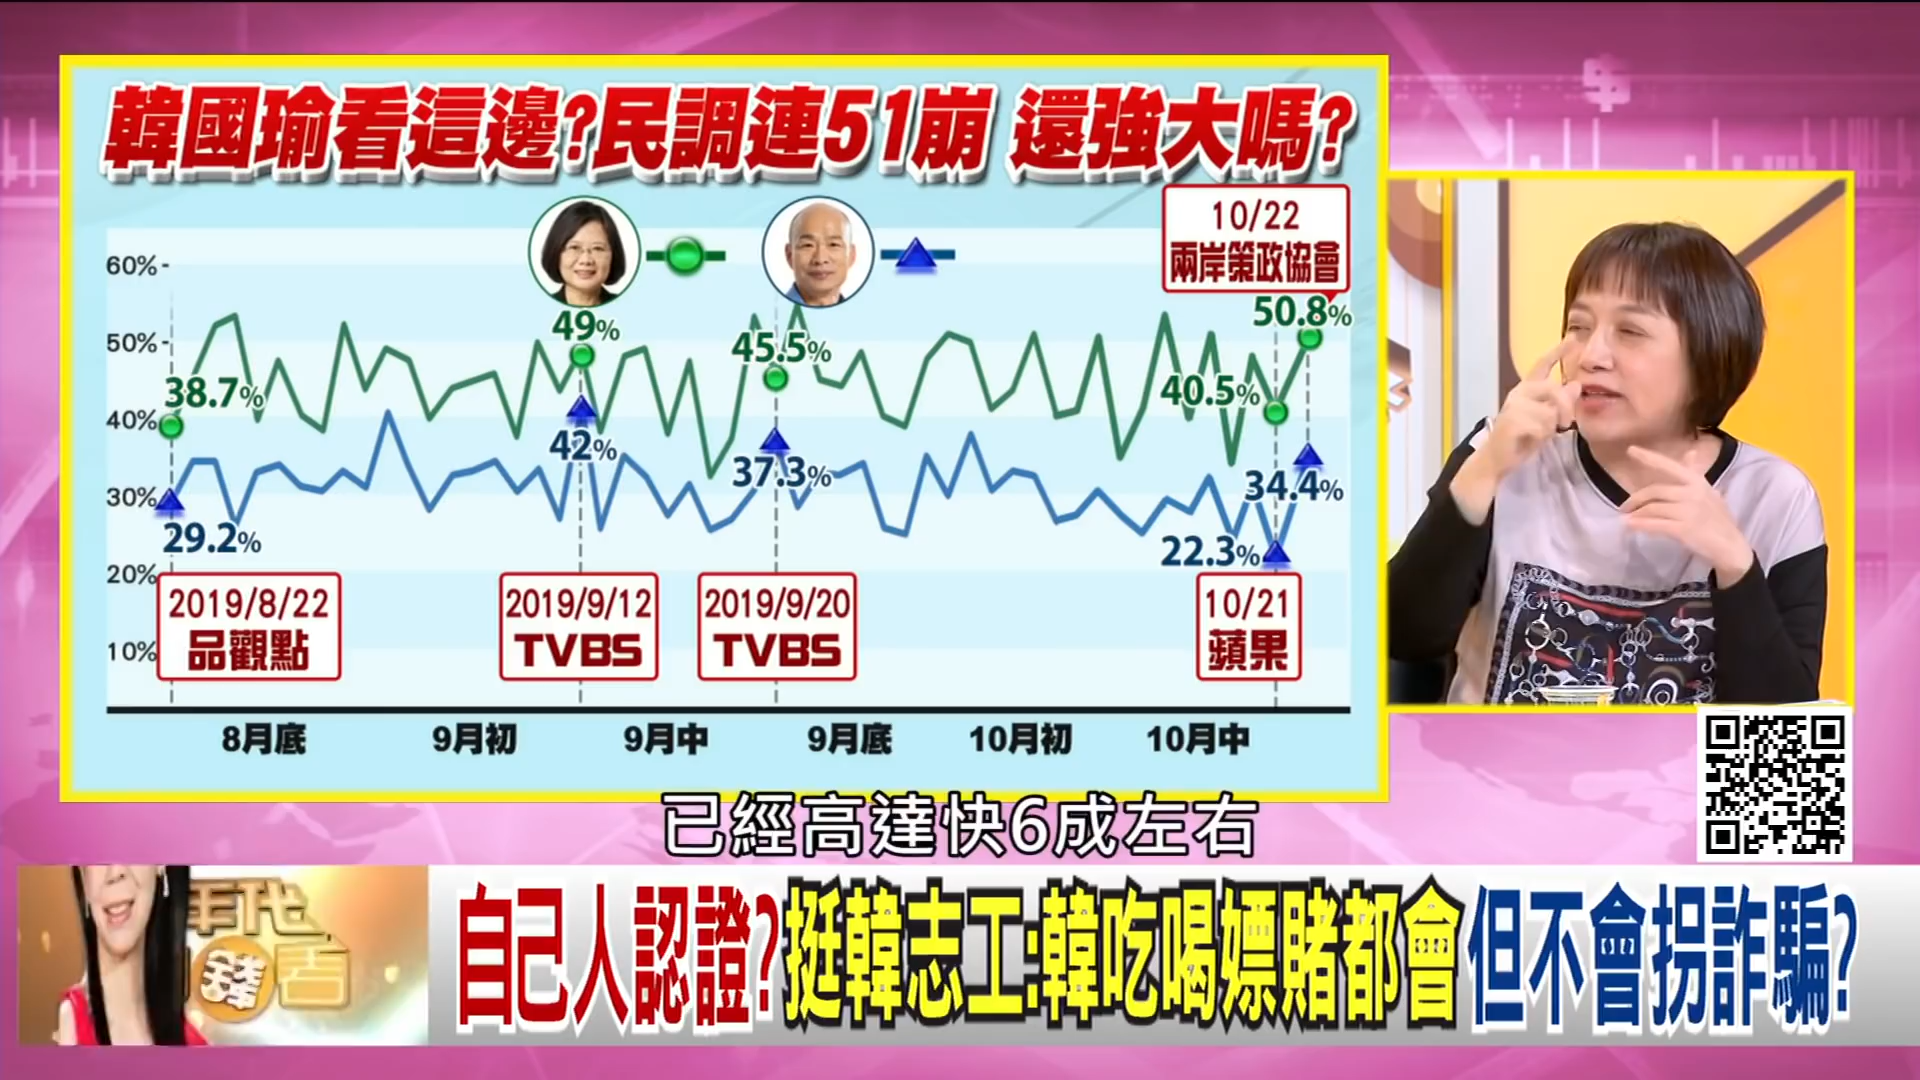 韓國瑜看這邊?民調連51崩 還強大嗎?
10/22
兩岸策政協會
60%
50%
40%
30%
20%
10%
38.7%
49%
45.5%
40.5%
50.8%
29.2%
42%
37.3%
22.3%
34.4%
2019/8/22
品觀點
2019/9/12
TVBS
2019/9/20
TVBS
10/21
蘋果
8月底
9月初
9月中
9月底
10月初
10月中
已經高達快6成左右
年代
錢看
自己人認證?挺韓志工:韓吃喝嫖賭都會 但不會拐詐騙?